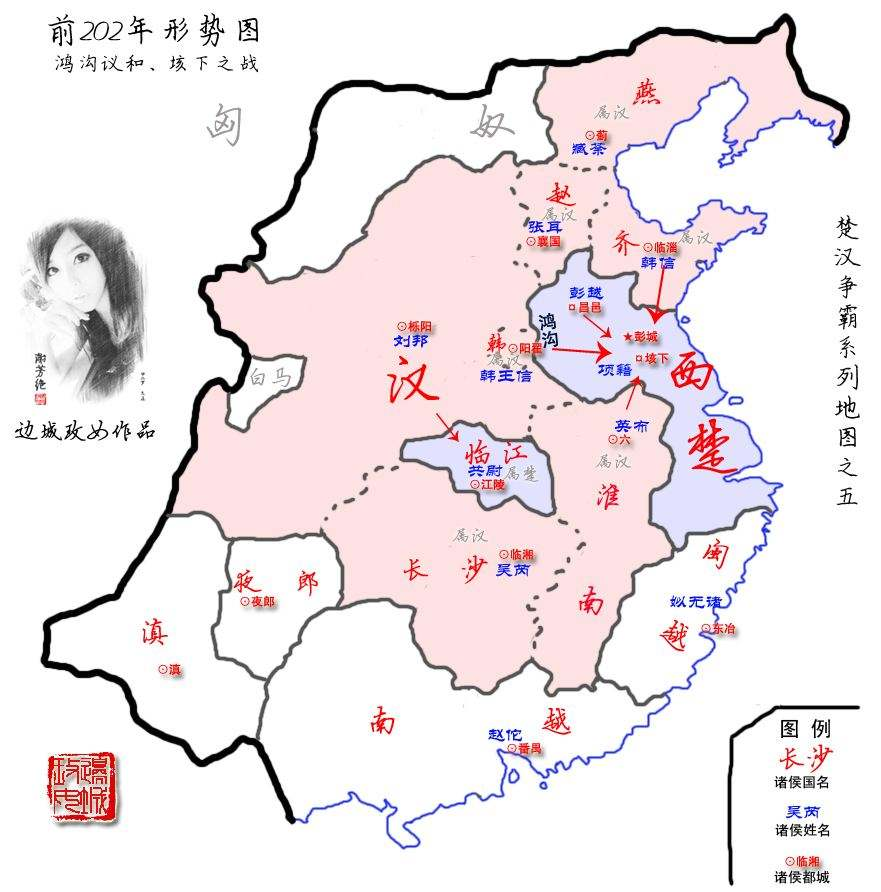 前202年形势图
鸿沟议和、垓下之战
匈奴
燕
属汉
蓟
臧荼
赵
属汉
张耳
襄国
齐
临淄
属汉
韩信
彭越
昌邑
鸿沟
彭城
垓下
项籍
西楚
栎阳
刘邦
汉
韩
阳翟
属汉
韩王信
白马
英布
六
属汉
淮南
临江
共尉
属楚
江陵
属汉
长沙
临湘
吴芮
夜郎
夜郎
滇
滇
闽越
姒无诸
东冶
南越
赵佗
番禺
楚汉争霸系列地图之五
谢芳艳
边城玫女作品
图例
长沙
诸侯国名
吴芮
诸侯姓名
临湘
诸侯都城